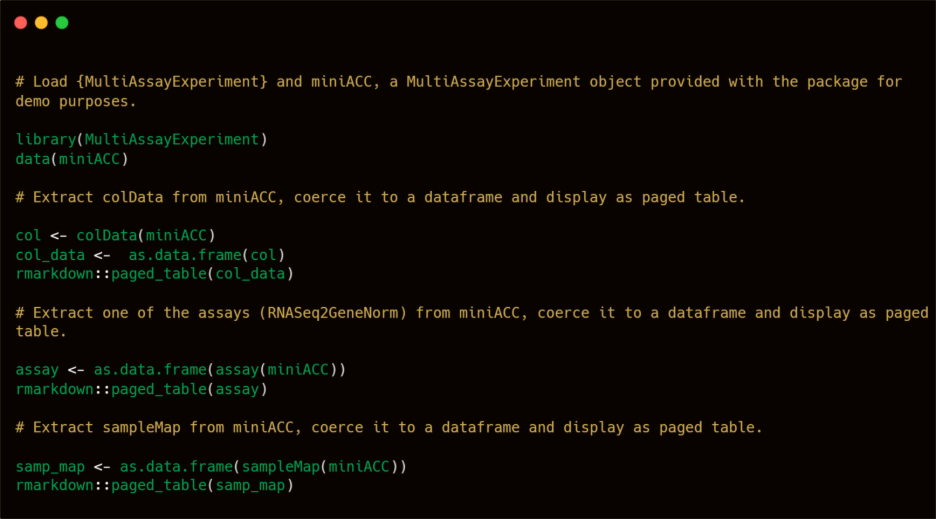 # Load {MultiAssayExperiment} and miniACC, a MultiAssayExperiment object provided with the package for
demo purposes.
library(MultiAssayExperiment)
data(miniACC)
# Extract colData from miniACC, coerce it to a dataframe and display as paged table.
col <- colData(miniACC)
col_data <-  as.data.frame(col)
rmarkdown::paged_table(col_data)
# Extract one of the assays (RNASeq2GeneNorm) from miniACC, coerce it to a dataframe and display as paged
table.
assay <- as.data.frame(assay(miniACC))
rmarkdown::paged_table(assay)
# Extract sampleMap from miniACC, coerce it to a dataframe and display as paged table.
samp_map <- as.data.frame(sampleMap(miniACC))
rmarkdown::paged_table(samp_map)